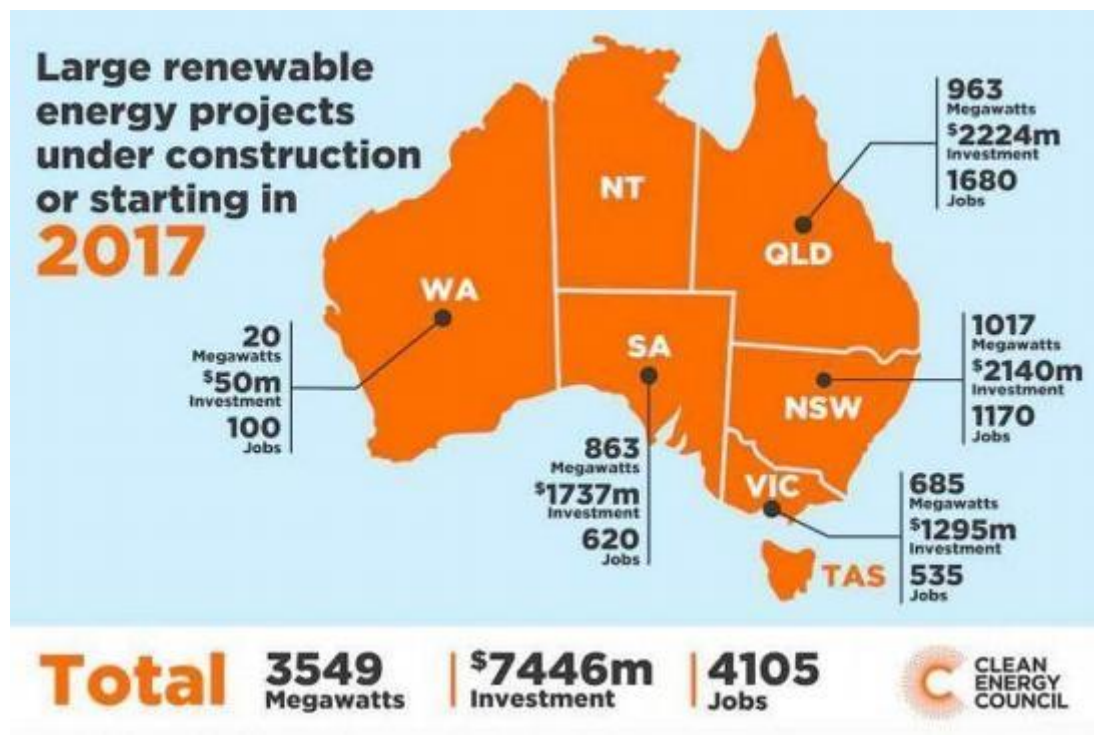 Large renewable
energy projects
under construction
or starting in
2017
NT
QLD
WA
SA
NSW
VIC
TAS
963
Megawatts
$2224m
Investment
1680
Jobs
20
Megawatts
$50m
Investment
100
Jobs
1017
Megawatts
$2140m
Investment
1170
Jobs
863
Megawatts
$1737m
Investment
620
Jobs
685
Megawatts
$1295m
Investment
535
Jobs
Total
3549
Megawatts
$7446m
Investment
4105
Jobs
C
CLEAN
ENERGY
COUNCIL